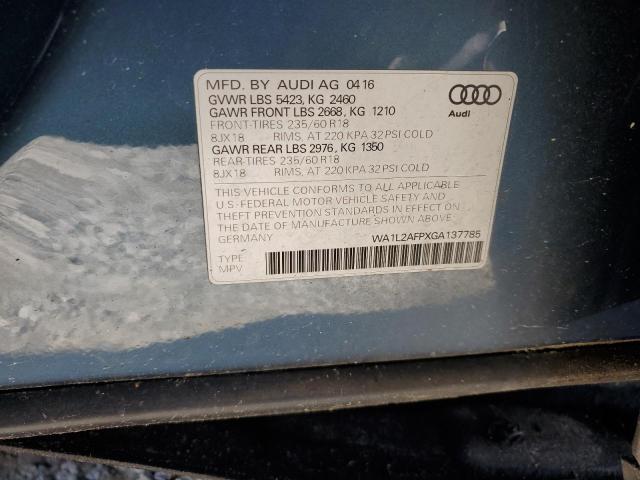 MFD. BY AUDI AG 04 16
GVWR LBS 5423, KG 2460
GAWR FRONT LBS 2668, KG 1210
FRONT-TIRES 235/60 R18
8JX18 RIMS, AT 220 KPA 32 PSI COLD
GAWR REAR LBS 2976, KG 1350
REAR-TIRES 235/60 R18
8JX18 RIMS, AT 220 KPA 32 PSI COLD
Audi
THIS VEHICLE CONFORMS TO ALL APPLICABLE
U.S-FEDERAL MOTOR VEHICLE SAFETY AND
THEFT PREVENTION STANDARDS IN EFFECT ON
THE DATE OF MANUFACTURE SHOWN ABOVE.
GERMANY WA1L2AFPXGA137785
TYPE
MPV